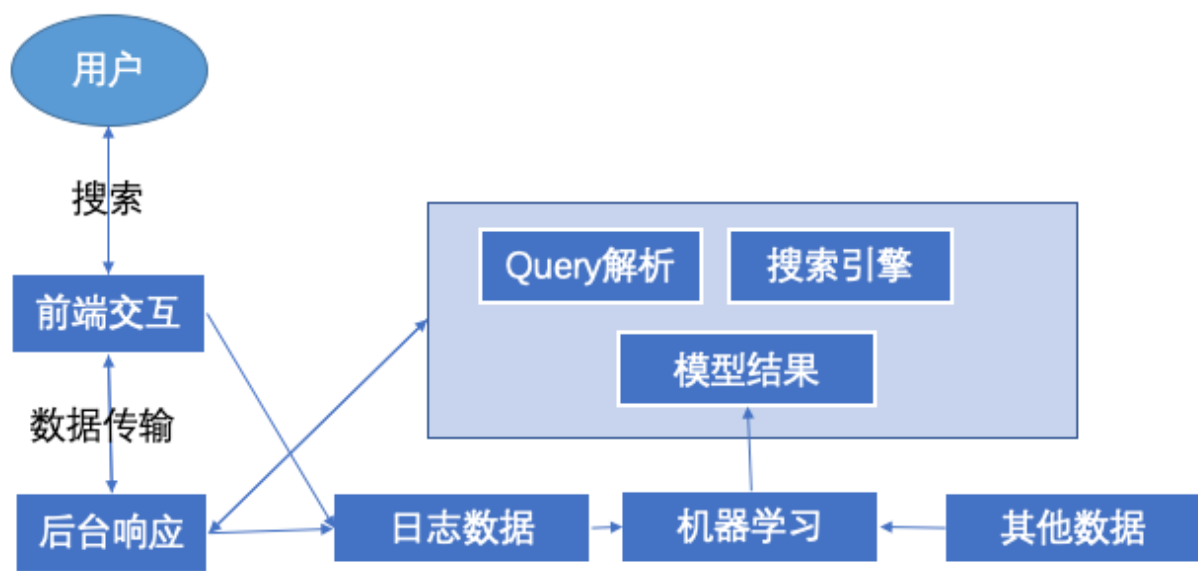 用户
搜索
Query解析
搜索引擎
前端交互
模型结果
数据传输
后台响应
日志数据
机器学习
其他数据